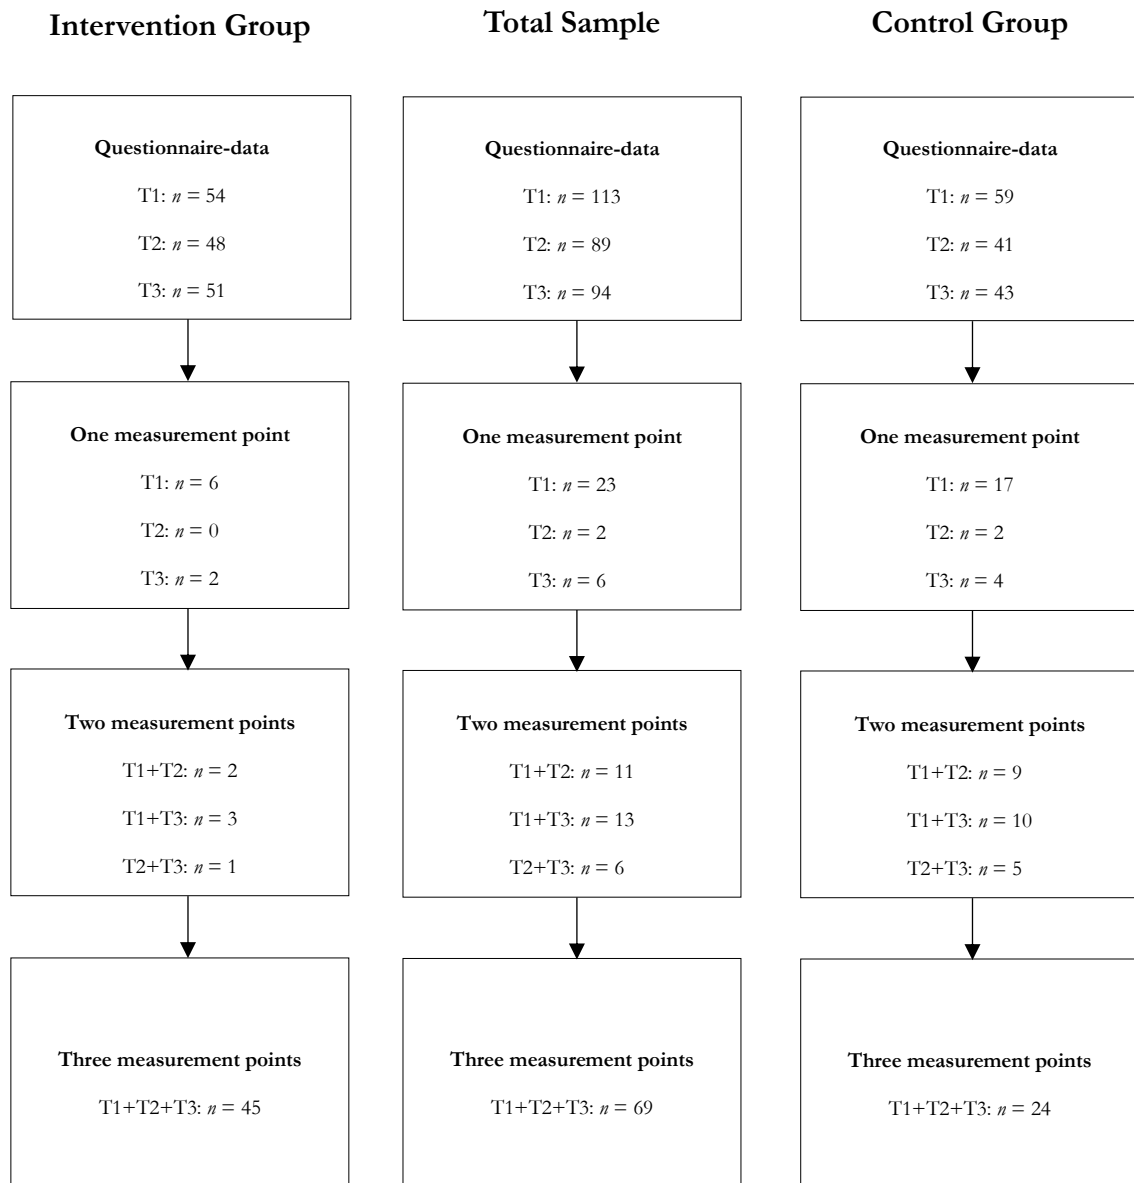 Intervention Group
Questionnaire-data
T1: n = 54
T2: n = 48
T3: n = 51
One measurement point
T1: n = 6
T2: n = 0
T3: n = 2
Two measurement points
T1+T2: n = 2
T1+T3: n = 3
T2+T3: n = 1
Three measurement points
T1+T2+T3: n = 45
Total Sample
Questionnaire-data
T1: n = 113
T2: n = 89
T3: n = 94
One measurement point
T1: n = 23
T2: n = 2
T3: n = 6
Two measurement points
T1+T2: n = 11
T1+T3: n = 13
T2+T3: n = 6
Three measurement points
T1+T2+T3: n = 69
Control Group
Questionnaire-data
T1: n = 59
T2: n = 41
T3: n = 43
One measurement point
T1: n = 17
T2: n = 2
T3: n = 4
Two measurement points
T1+T2: n = 9
T1+T3: n = 10
T2+T3: n = 5
Three measurement points
T1+T2+T3: n = 24